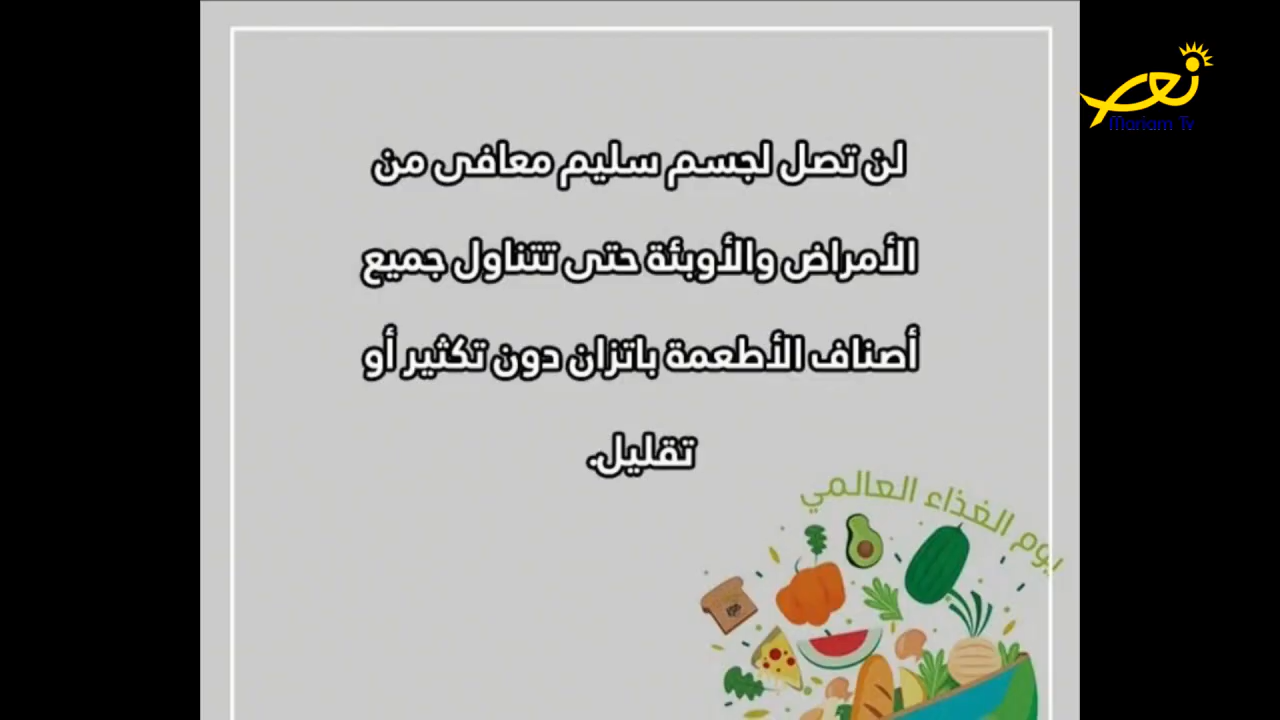 لن تصل لجسم سليم معافى من
الأمراض والأوبئة حتى تتناول جميع
أصناف الأطعمة باتزان دون تكثير أو
تقليل.
يوم الغذاء العالمي
Mariam Tv